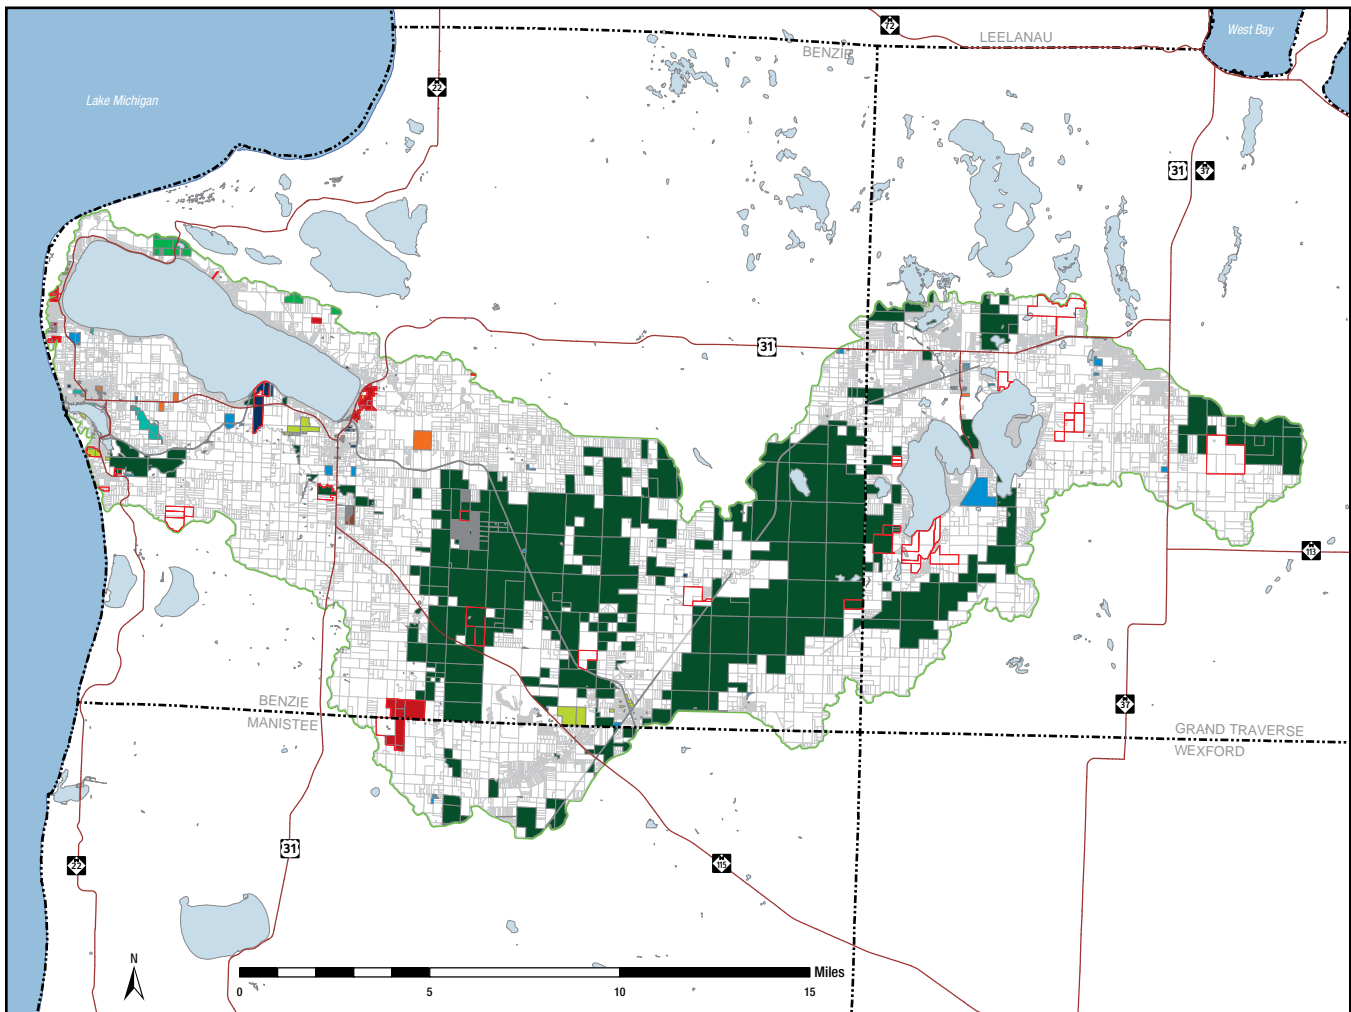 72
LEELANAU
West Bay
BENZIE
22
Lake Michigan
31
37
31
113
BENZIE
MANISTEE
37
GRAND TRAVERSE
WEXFORD
31
22
115
N
Miles
0
5
10
15